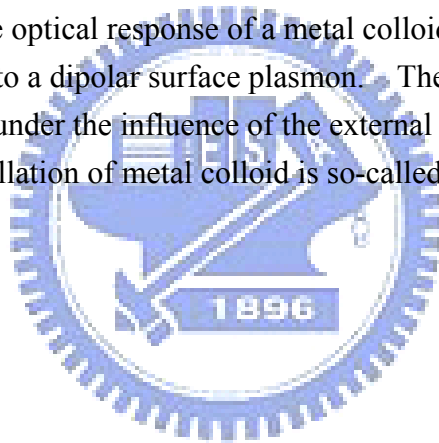 e optical response of a metal colloid
to a dipolar surface plasmon. The
under the influence of the external
llation of metal colloid is so-called
E S
1896